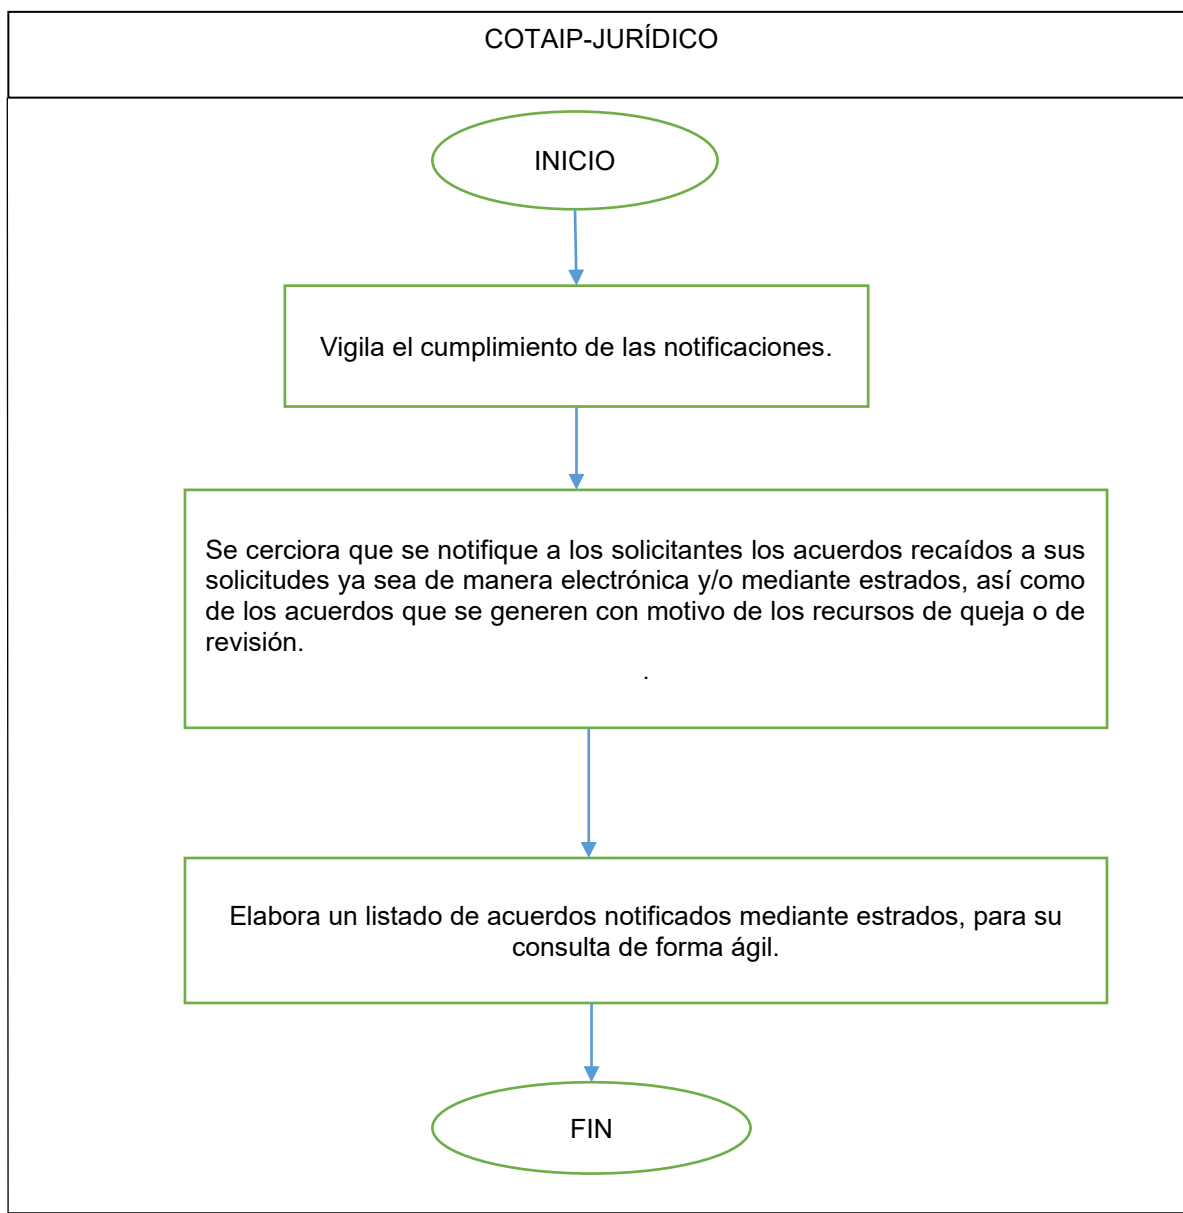 COTAIP-JURÍDICO
INICIO
Vigila el cumplimiento de las notificaciones.
Se cerciora que se notifique a los solicitantes los acuerdos recaídos a sus
solicitudes ya sea de manera electrónica y/o mediante estrados, así como
de los acuerdos que se generen con motivo de los recursos de queja o de
revisión.
.
Elabora un listado de acuerdos notificados mediante estrados, para su
consulta de forma ágil.
FIN